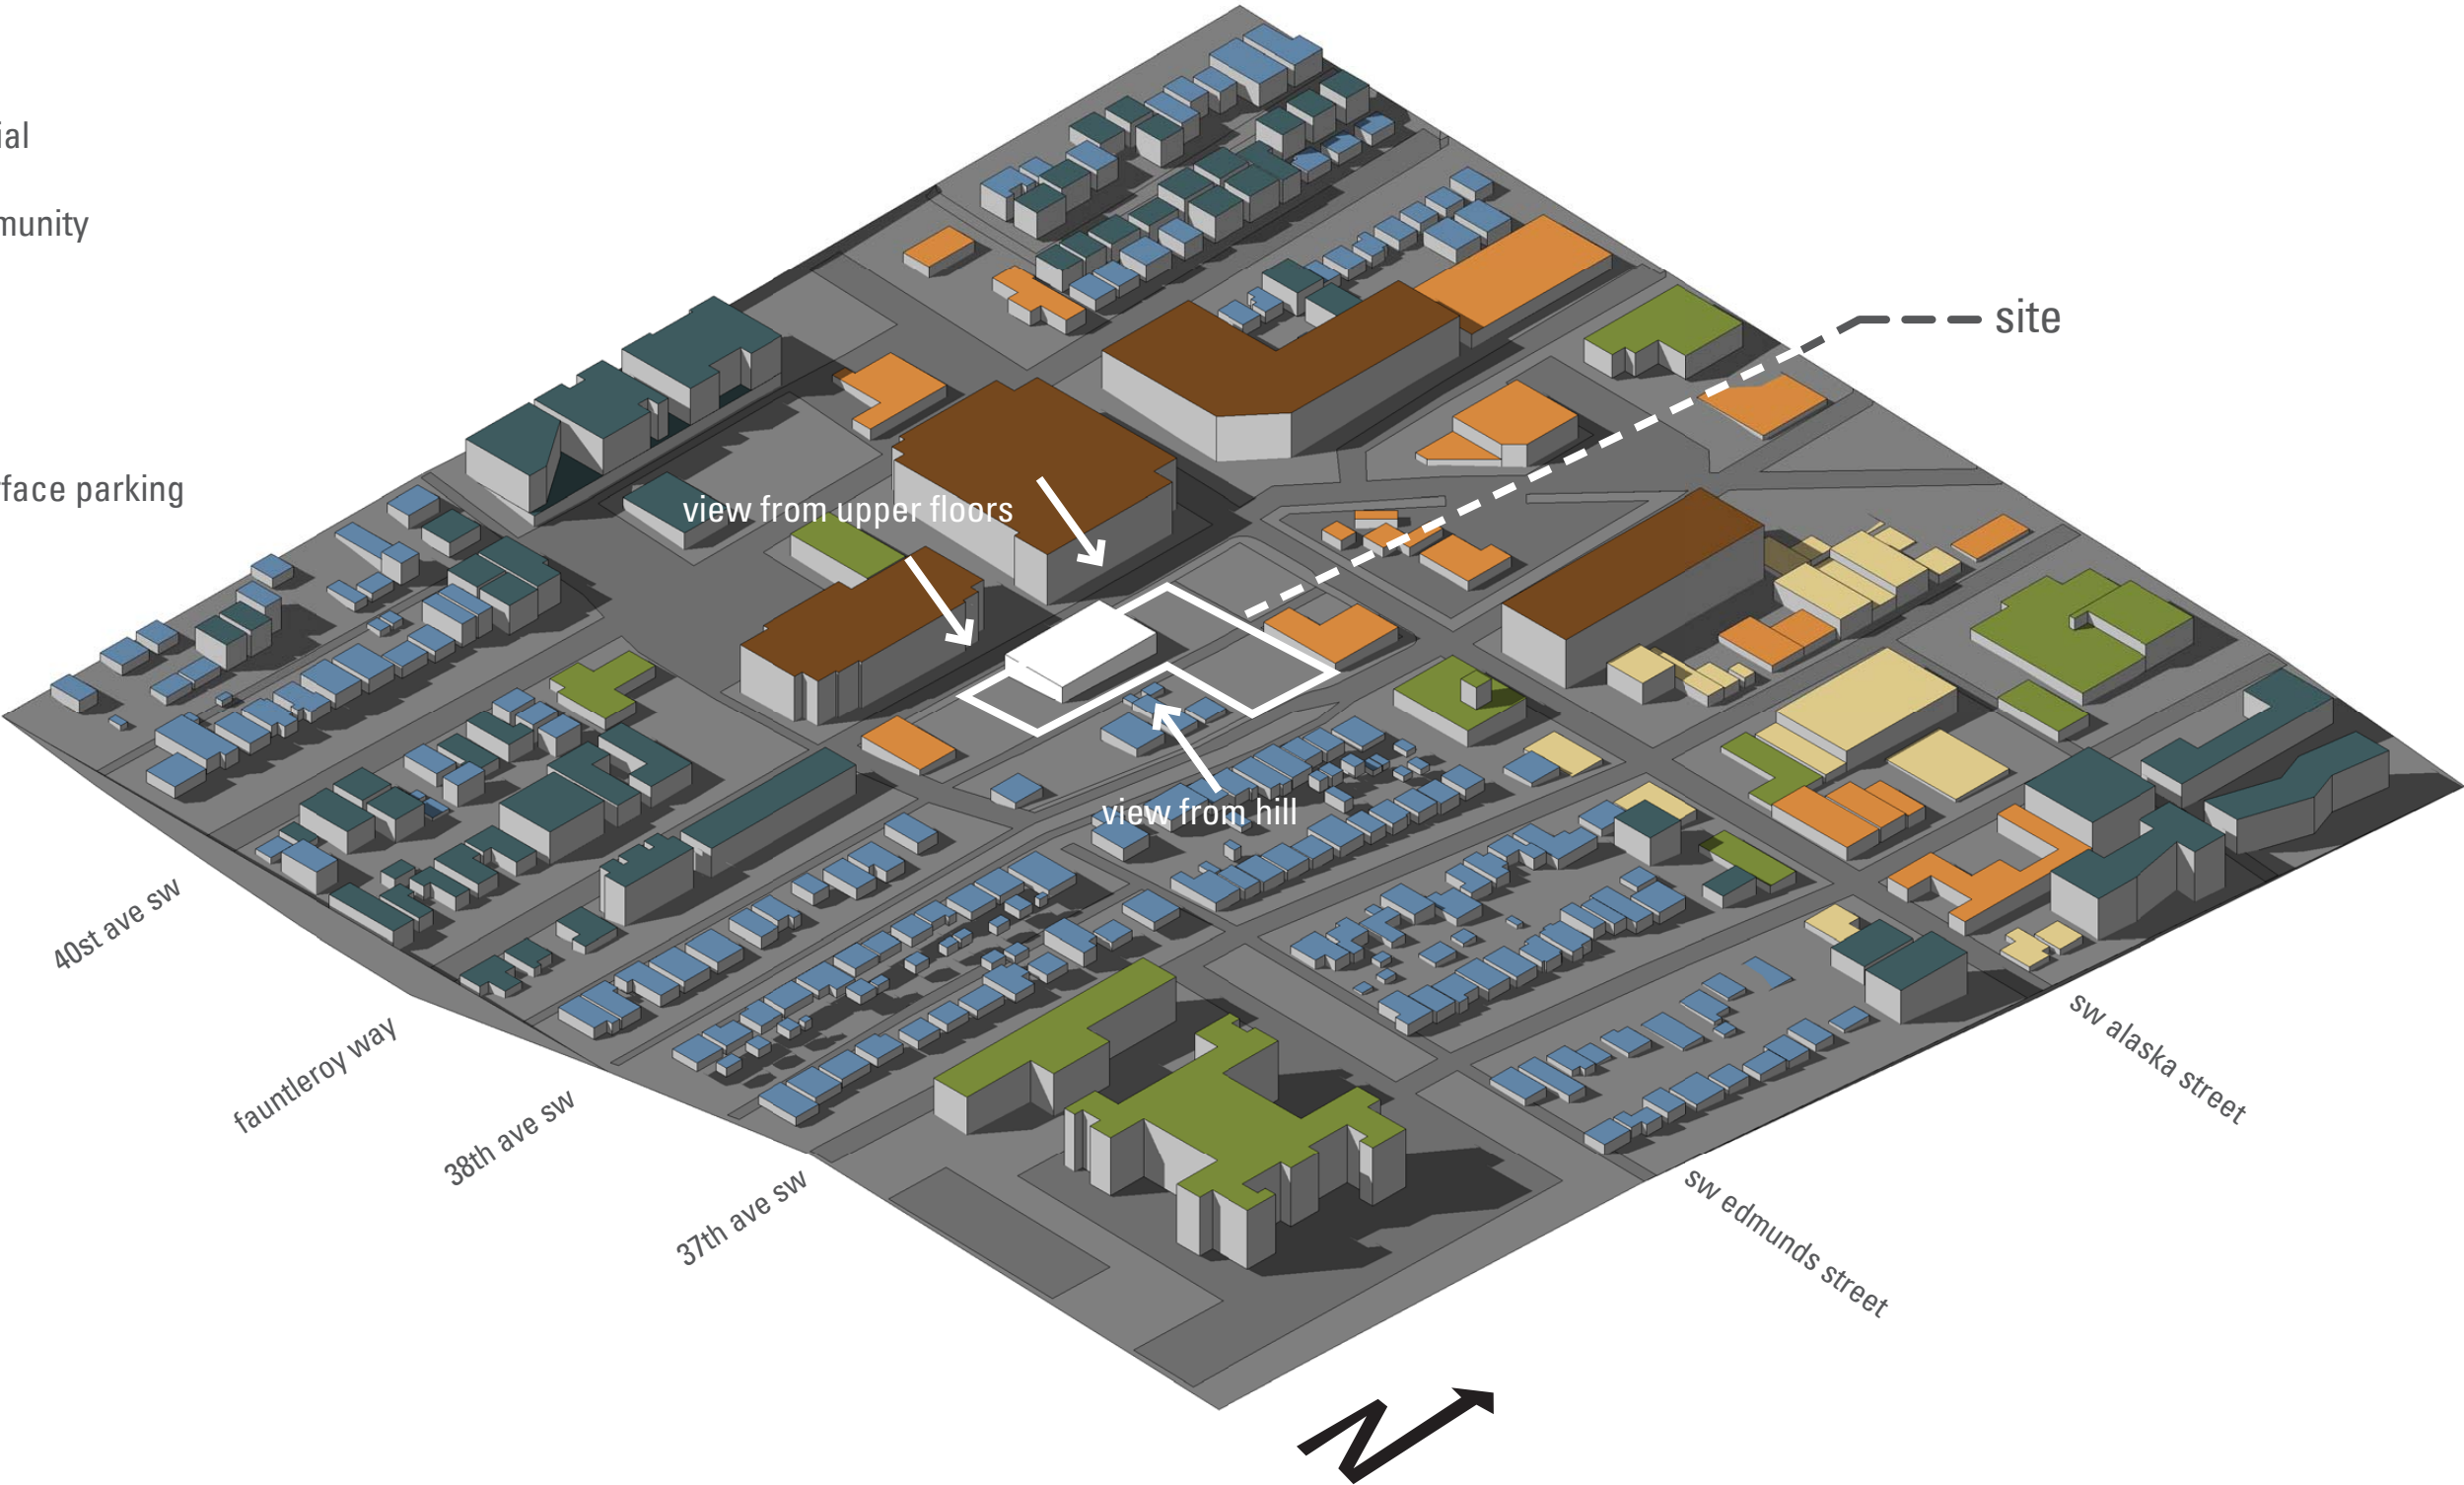 ial
munity
face parking
site
view from upper floors
view from hill
40st ave sw
fauntleroy way
38th ave sw
37th ave sw
sw alaska street
sw edmunds street
N